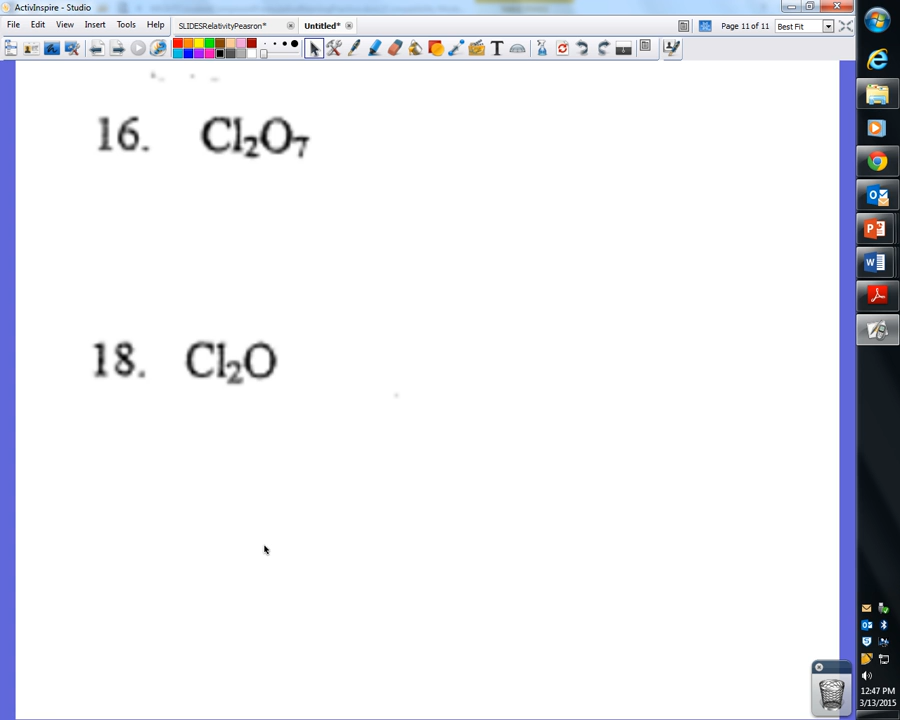 ActivInspire - Studio
File Edit View Insert Tools Help
SLIDESRelativityPeasron*
Untitled*
Page 11 of 11
Best Fit
16. Cl₂O₇
18. Cl₂O
12:47 PM
3/13/2015